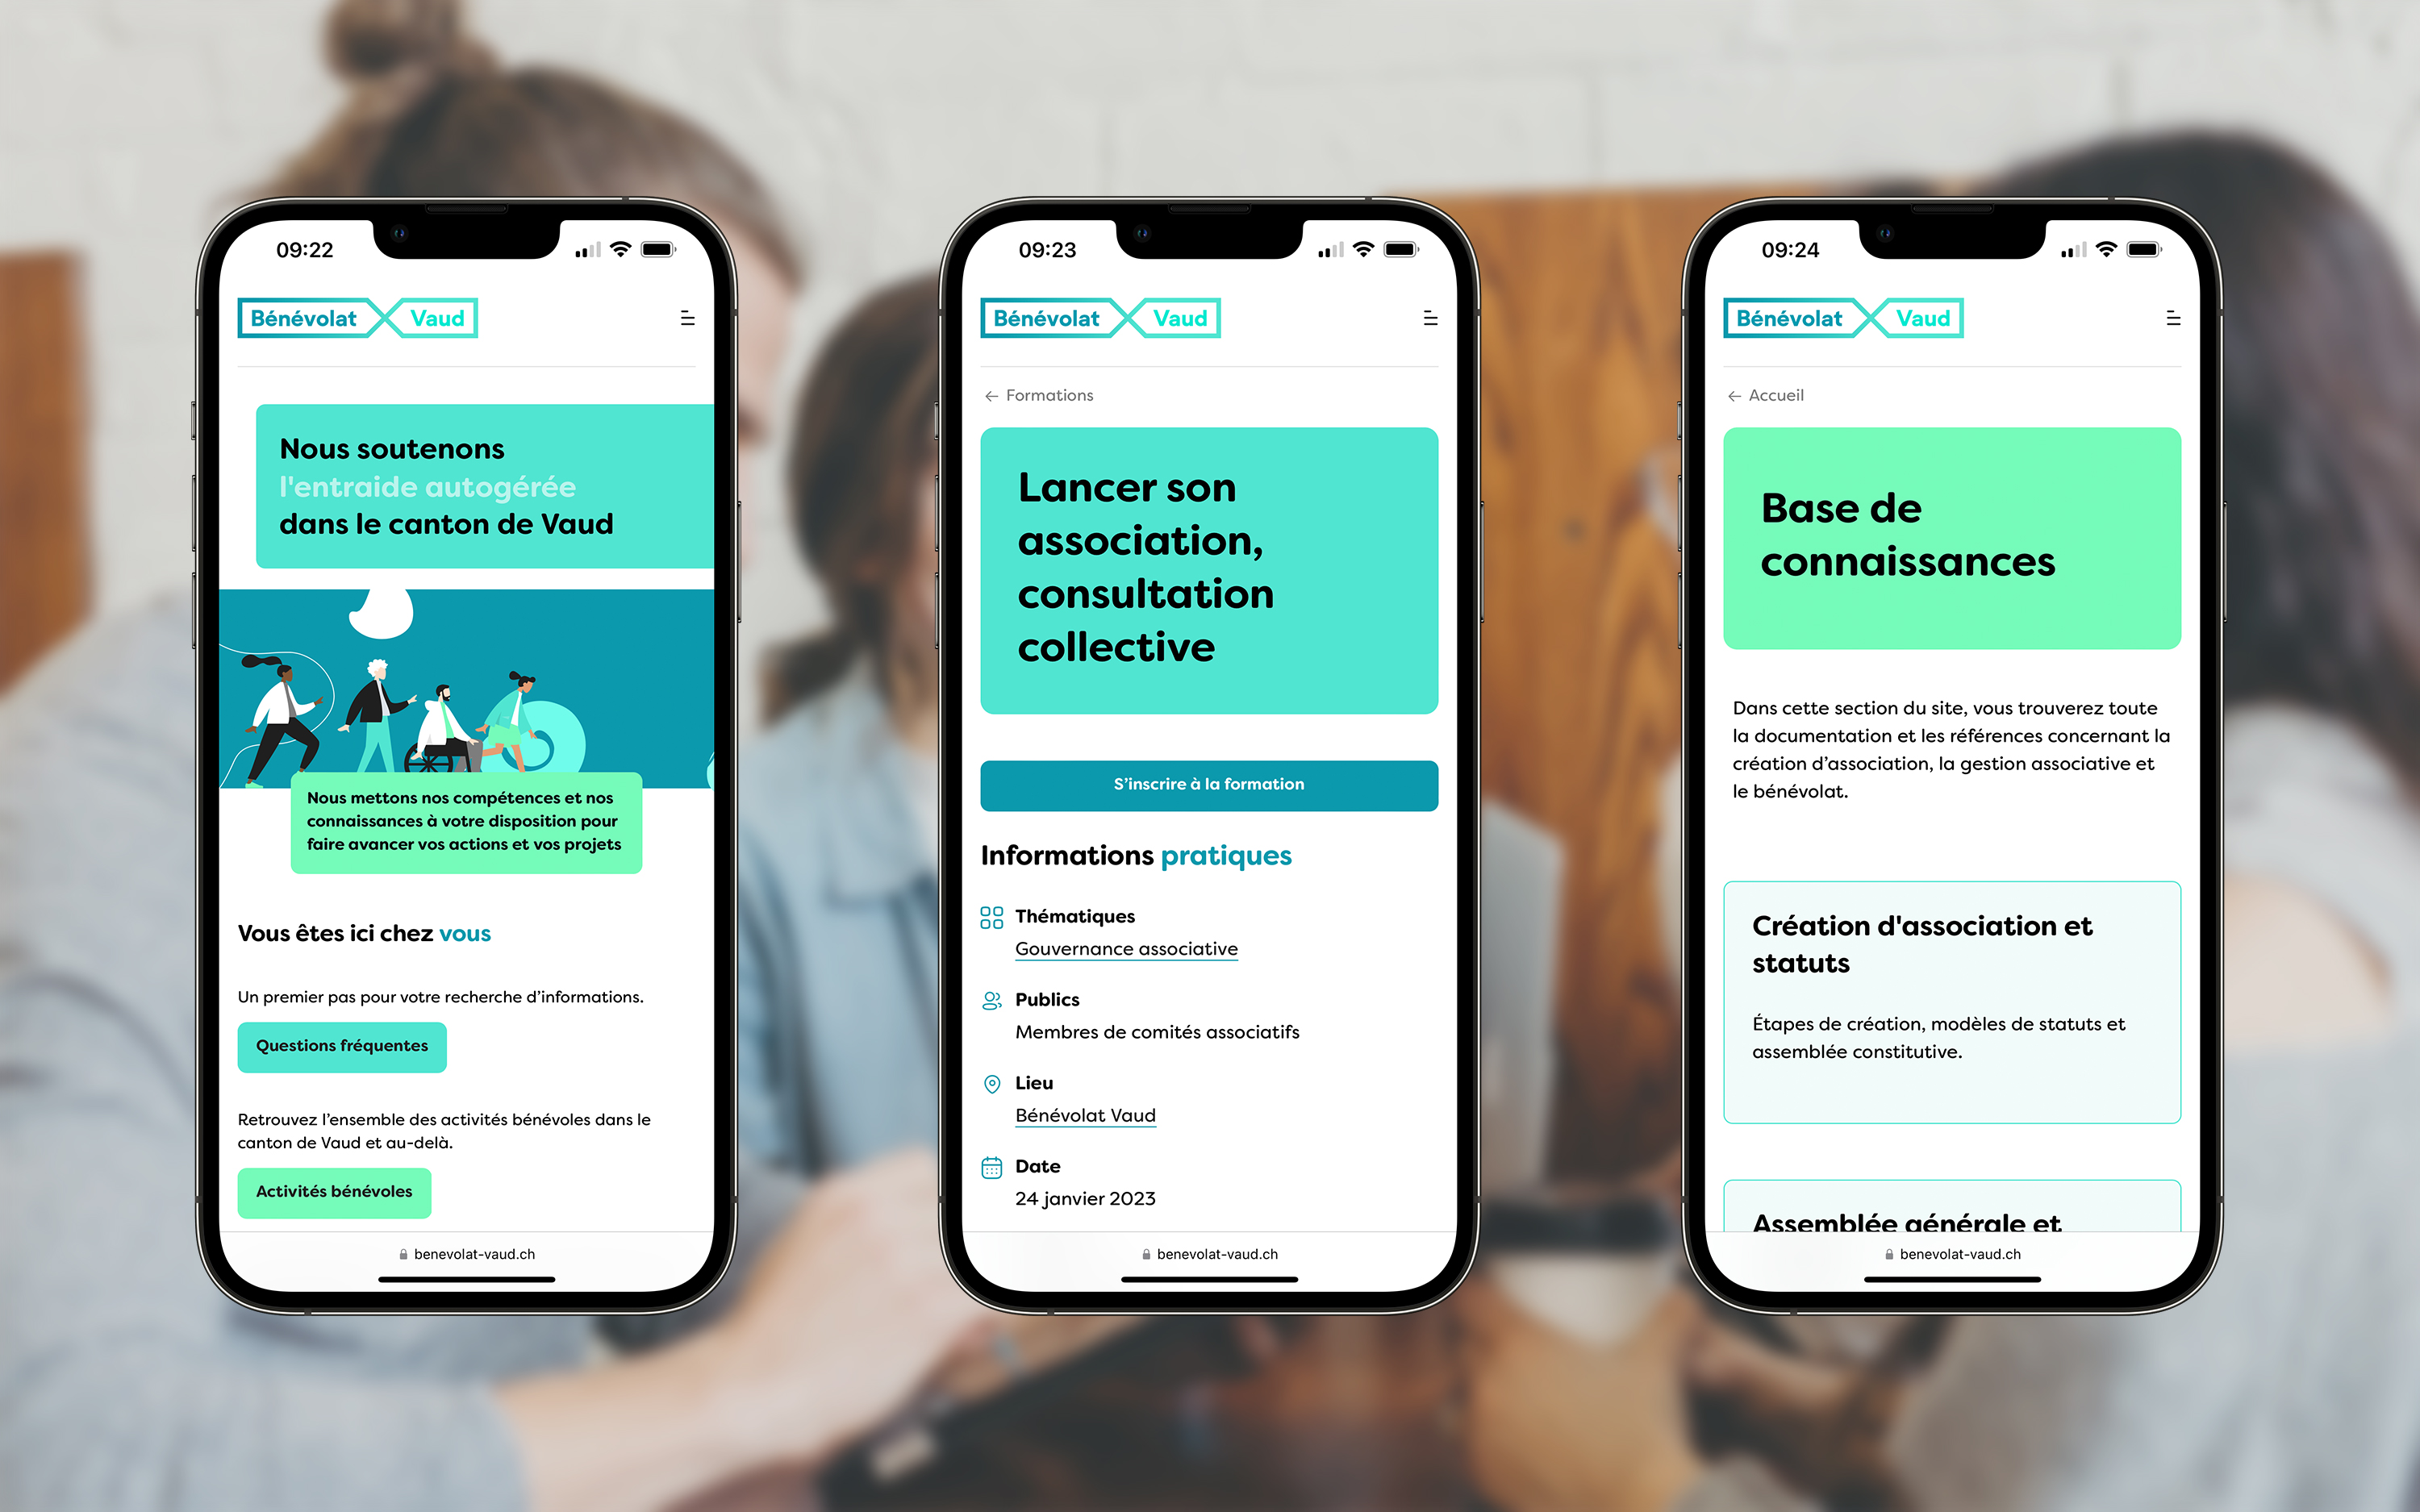 09:22
Bénévolat Vaud
Nous soutenons
l'entraide autogérée
dans le canton de Vaud
Nous mettons nos compétences et nos
connaissances à votre disposition pour
faire avancer vos actions et vos projets
Vous êtes ici chez vous
Un premier pas pour votre recherche d’informations.
Questions fréquentes
Retrouvez l’ensemble des activités bénévoles dans le
canton de Vaud et au-delà.
Activités bénévoles
benevolat-vaud.ch
09:23
Bénévolat Vaud
← Formations
Lancer son
association,
consultation
collective
S’inscrire à la formation
Informations pratiques
Thématiques
Gouvernance associative
Publics
Membres de comités associatifs
Lieu
Bénévolat Vaud
Date
24 janvier 2023
benevolat-vaud.ch
09:24
Bénévolat Vaud
← Accueil
Base de
connaissances
Dans cette section du site, vous trouverez toute
la documentation et les références concernant la
création d’association, la gestion associative et
le bénévolat.
Création d'association et
statuts
Étapes de création, modèles de statuts et
assemblée constitutive.
Assemblée générale et
benevolat-vaud.ch